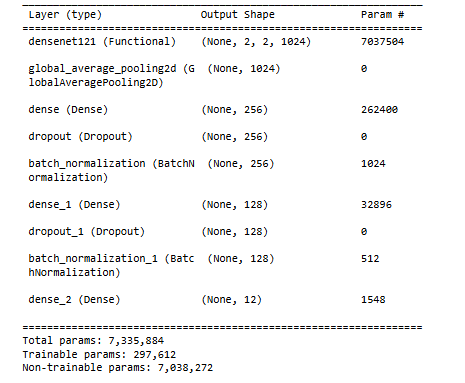 Layer (type) Output Shape Param #
densenet121 (Functional) (None, 2, 2, 1024) 7037504
global_average_pooling2d (G (None, 1024) 0
lobalAveragePooling2D)
dense (Dense) (None, 256) 262400
dropout (Dropout) (None, 256) 0
batch_normalization (BatchN (None, 256) 1024
ormalization)
dense_1 (Dense) (None, 128) 32896
dropout_1 (Dropout) (None, 128) 0
batch_normalization_1 (Batc (None, 128) 512
hNormalization)
dense_2 (Dense) (None, 12) 1548
Total params: 7,335,884
Trainable params: 297,612
Non-trainable params: 7,038,272